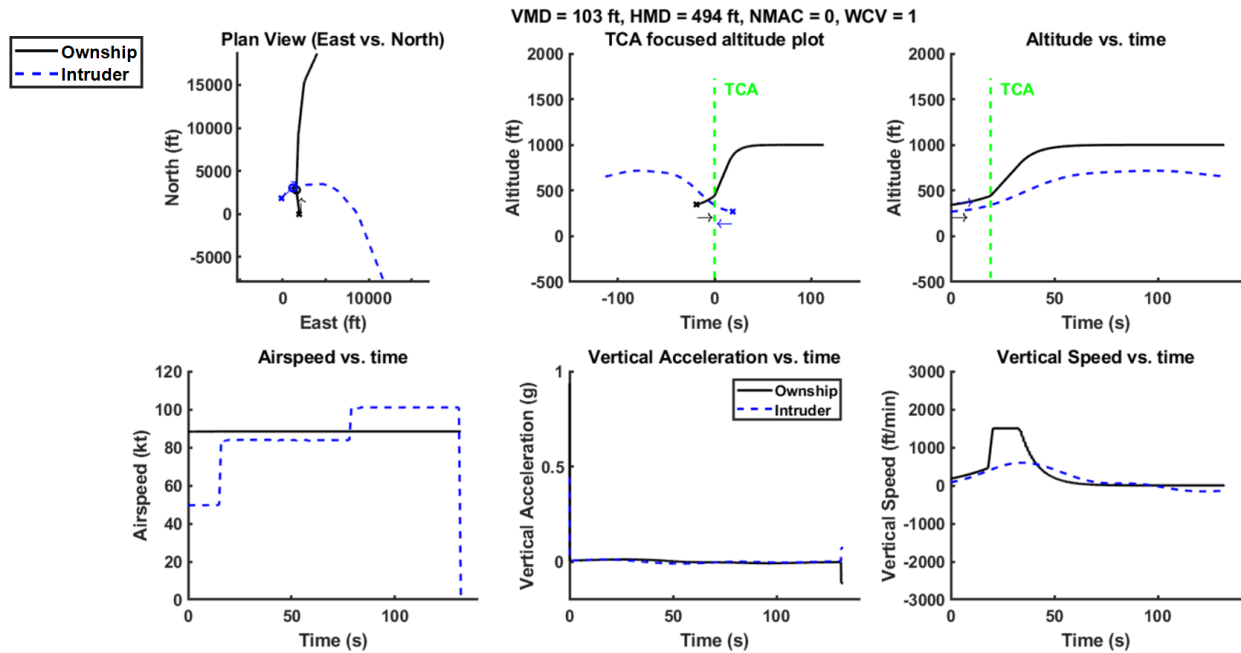 VMD = 103 ft, HMD = 494 ft, NMAC = 0, WCV = 1
Ownship
Intruder
Plan View (East vs. North)
15000
10000
5000
0
-5000
North (ft)
0
10000
East (ft)
TCA focused altitude plot
2000
1500
1000
500
0
-500
Altitude (ft)
TCA
-100
0
100
Time (s)
Altitude vs. time
2000
1500
1000
500
0
-500
Altitude (ft)
TCA
0
50
100
Time (s)
Airspeed vs. time
120
100
80
60
40
20
0
Airspeed (kt)
0
50
100
Time (s)
Vertical Acceleration vs. time
1
0.5
0
Vertical Acceleration (g)
Ownship
Intruder
0
50
100
Time (s)
Vertical Speed vs. time
3000
2000
1000
0
-1000
-2000
-3000
Vertical Speed (ft/min)
0
50
100
Time (s)